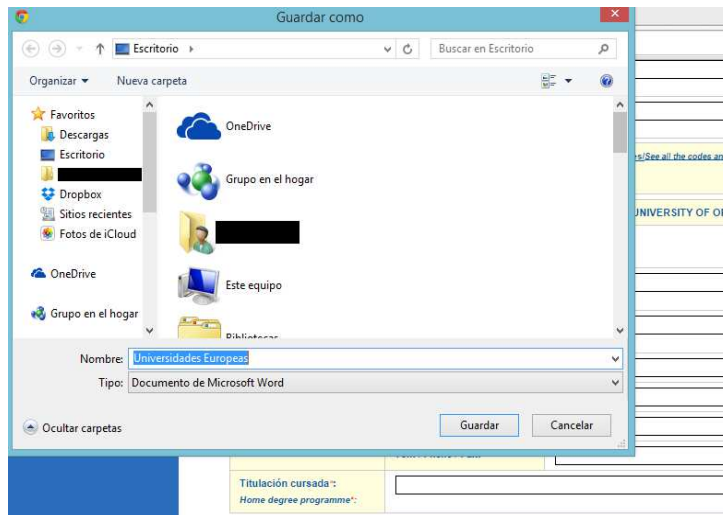 Guardar como
Escritorio
Buscar en Escritorio
Organizar
Nueva carpeta
Favoritos
Descargas
Escritorio
Dropbox
Sitios recientes
Fotos de iCloud
OneDrive
Grupo en el hogar
OneDrive
Grupo en el hogar
Este equipo
Bibliotecas
Nombre: Universidades Europeas
Tipo: Documento de Microsoft Word
Ocultar carpetas
Guardar
Cancelar
/See all the codes
UNIVERSITY OF
Titulación cursada*:
Home degree programme*: